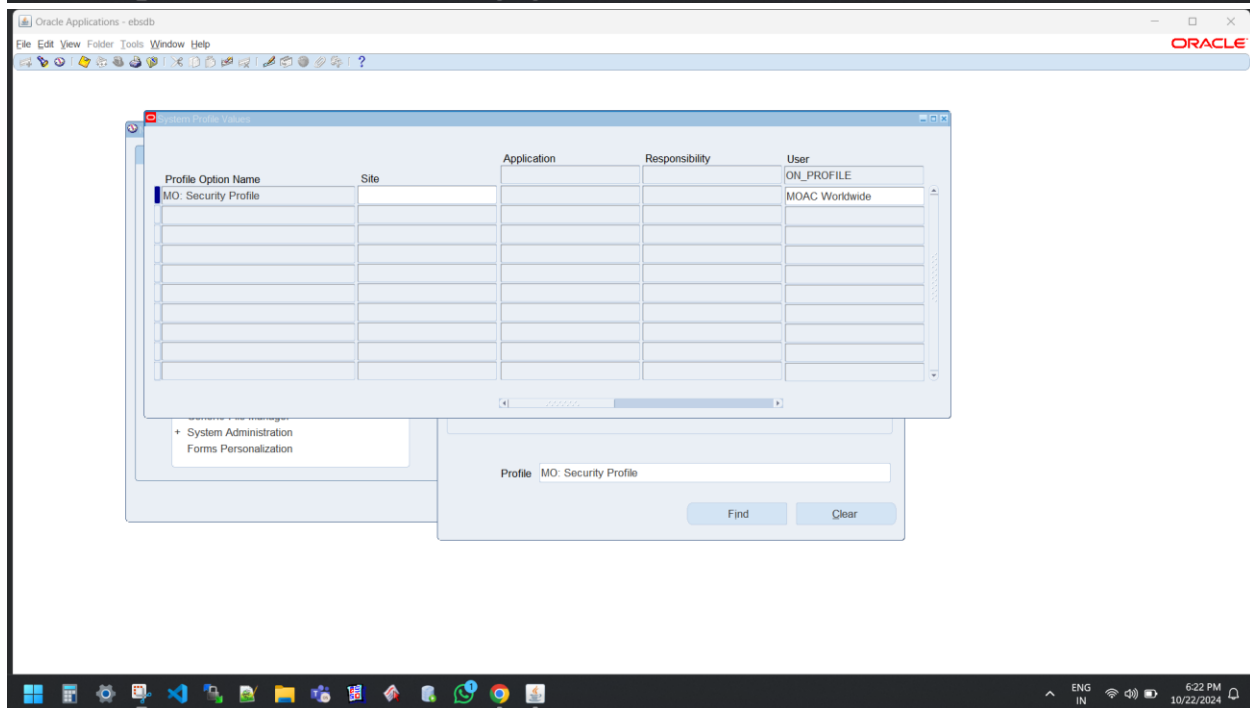 Oracle Applications - ebsdb
File Edit View Folder Tools Window Help
ORACLE
System Profile Values
Application Responsibility User
Profile Option Name Site ON_PROFILE
MO: Security Profile MOAC Worldwide
+ System Administration
Forms Personalization
Profile MO: Security Profile
Find Clear
1
ENG
IN
6:22 PM
10/22/2024